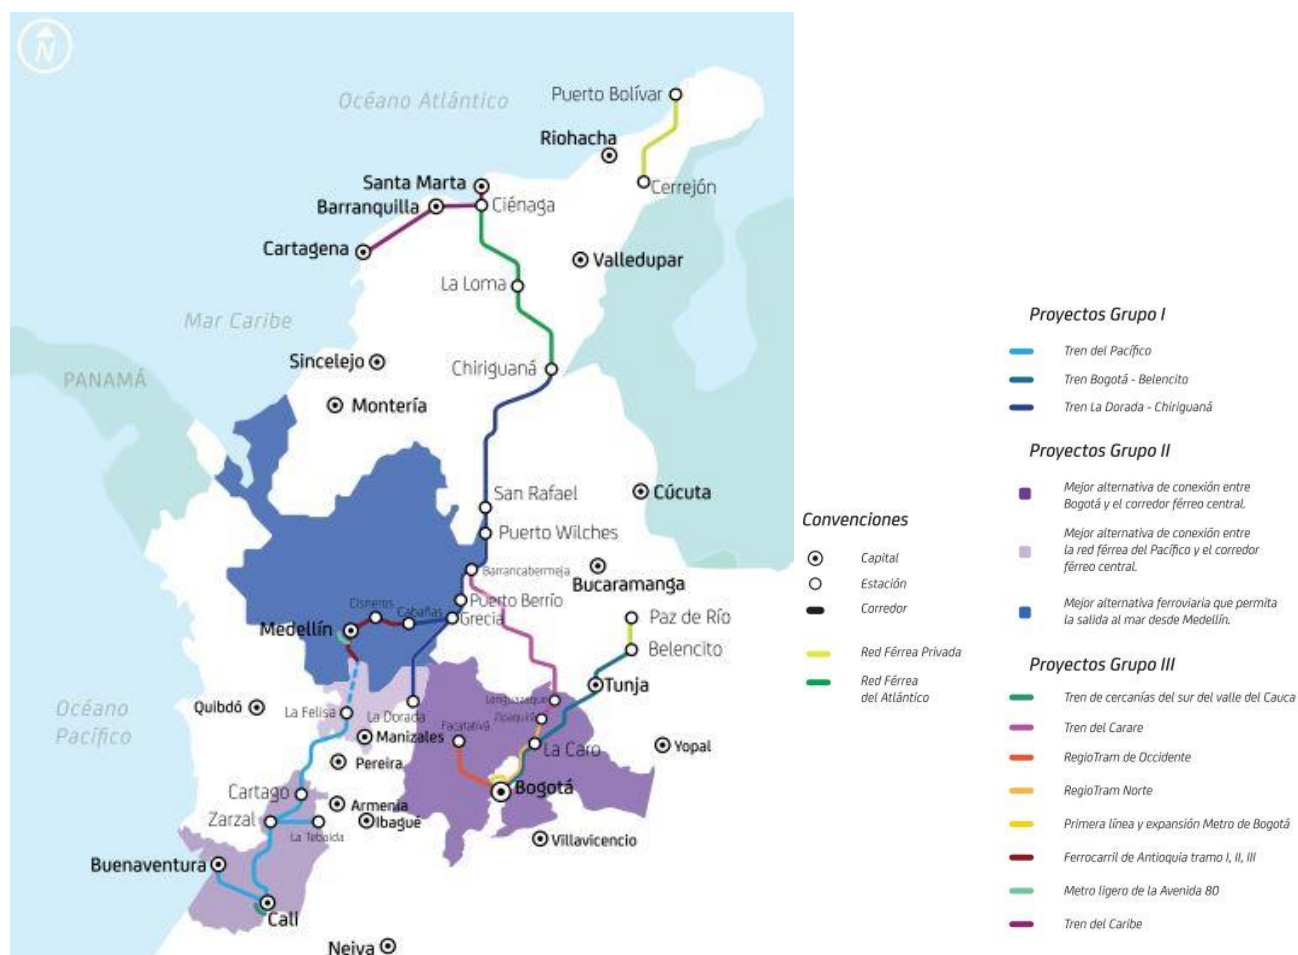 N
Océano Atlántico
Puerto Bolívar
Riohacha
Cerrejón
Santa Marta
Barranquilla
Ciénaga
Cartagena
Valledupar
La Loma
Mar Caribe
Sincelejo
Chiriguaná
PANAMÁ
Montería
San Rafael
Cúcuta
Puerto Wilches
Barrancabermeja
Bucaramanga
Cisneros
Cabañas
Puerto Berrío
Grecia
Paz de Río
Medellín
Belencito
Tunja
Océano
Pacífico
Quibdó
La Felisa
La Dorada
Lenguazaque
Zipaquirá
Facatativá
Manizales
La Caro
Yopal
Pereira
Bogotá
Cartago
Armenia
Zarzal
Ibagué
La Tebaida
Villavicencio
Buenaventura
Cali
Neiva
Convenciones
Capital
Estación
Corredor
Red Férrea Privada
Red Férrea
del Atlántico
Proyectos Grupo I
Tren del Pacífico
Tren Bogotá - Belencito
Tren La Dorada - Chiriguaná
Proyectos Grupo II
Mejor alternativa de conexión entre
Bogotá y el corredor férreo central.
Mejor alternativa de conexión entre
la red férrea del Pacífico y el corredor
férreo central.
Mejor alternativa ferroviaria que permita
la salida al mar desde Medellín.
Proyectos Grupo III
Tren de cercanías del sur del valle del Cauca
Tren del Carare
RegioTram de Occidente
RegioTram Norte
Primera línea y expansión Metro de Bogotá
Ferrocarril de Antioquia tramo I, II, III
Metro ligero de la Avenida 80
Tren del Caribe